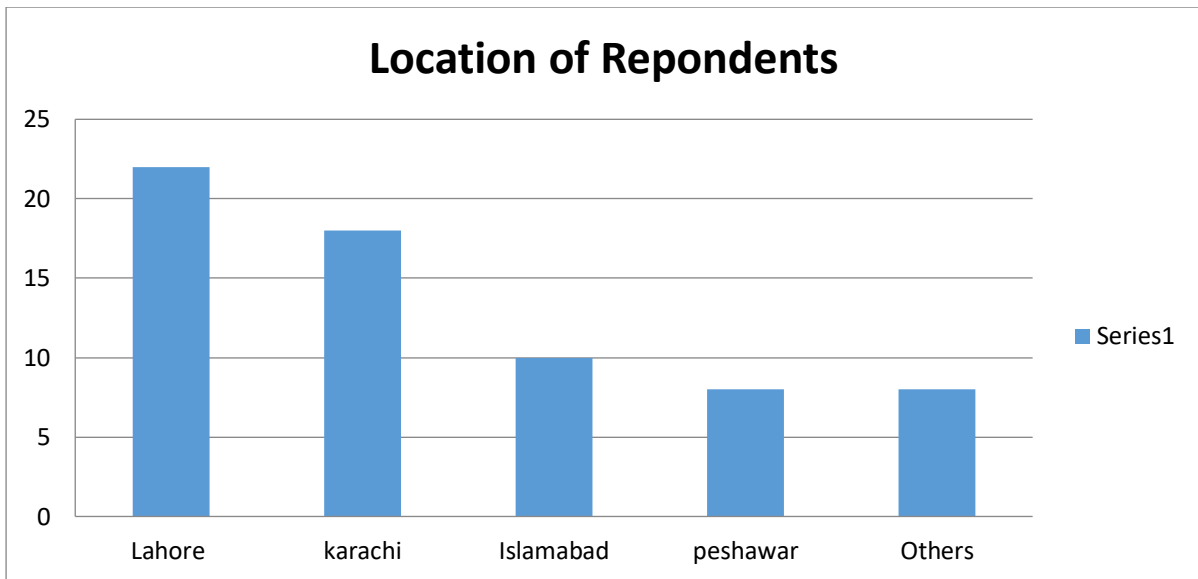 Location of Repondents
25
20
15
10
5
0
Lahore karachi Islamabad peshawar Others
Series1